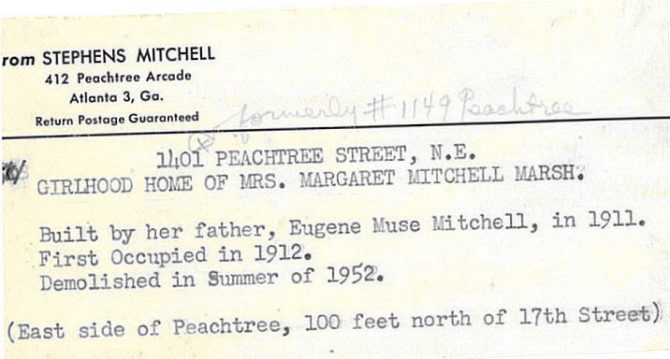 rom STEPHENS MITCHELL
412 Peachtree Arcade
Atlanta 3, Ga.
Return Postage Guaranteed
formerly # 1149 Peachtree
1401 PEACHTREE STREET, N.E.
GIRLHOOD HOME OF MRS. MARGARET MITCHELL MARSH.
Built by her father, Eugene Muse Mitchell, in 1911.
First Occupied in 1912.
Demolished in Summer of 1952.
(East side of Peachtree, 100 feet north of 17th Street)